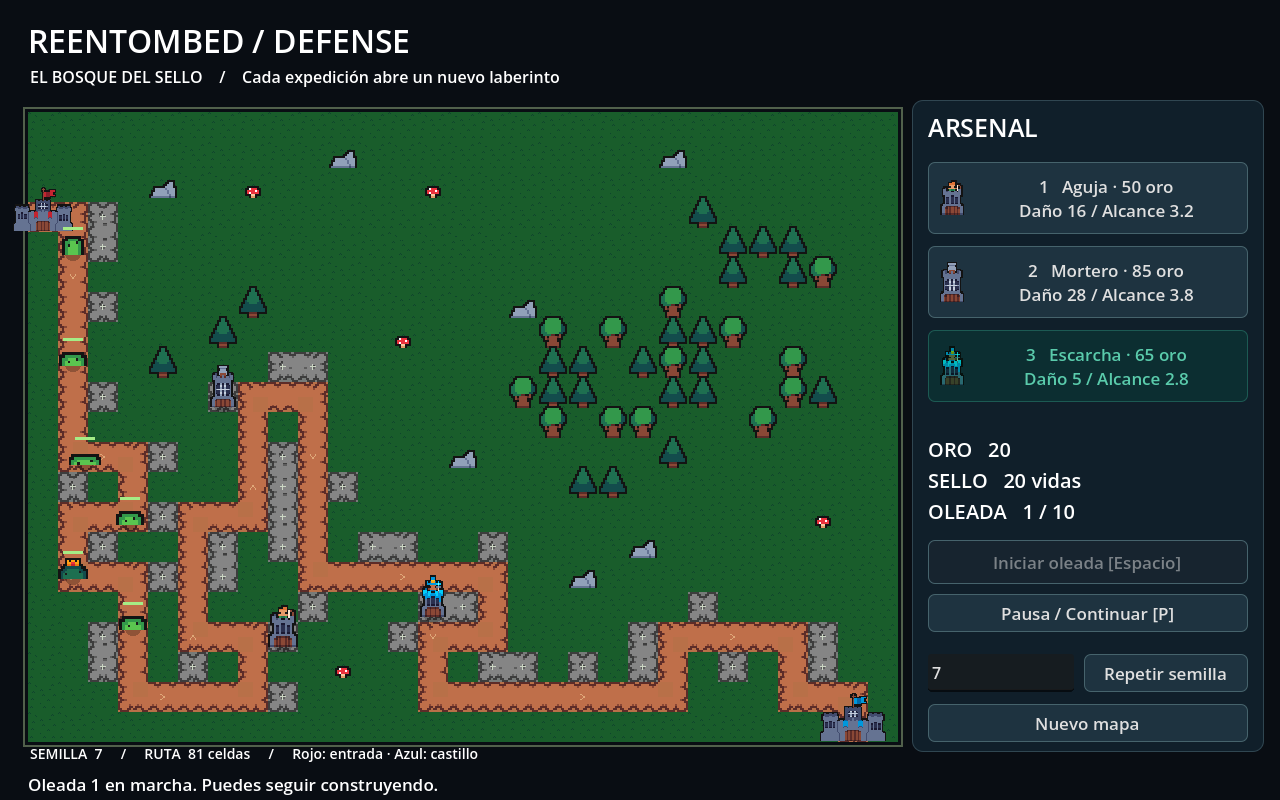 REENTOMBED / DEFENSE
EL BOSQUE DEL SELLO / Cada expedición abre un nuevo laberinto
ARSENAL
1 Aguja · 50 oro
Daño 16 / Alcance 3.2
2 Mortero · 85 oro
Daño 28 / Alcance 3.8
3 Escarcha · 65 oro
Daño 5 / Alcance 2.8
ORO 20
SELLO 20 vidas
OLEADA 1 / 10
Iniciar oleada [Espacio]
Pausa / Continuar [P]
7
Repetir semilla
Nuevo mapa
SEMILLA 7 / RUTA 81 celdas / Rojo: entrada · Azul: castillo
Oleada 1 en marcha. Puedes seguir construyendo.